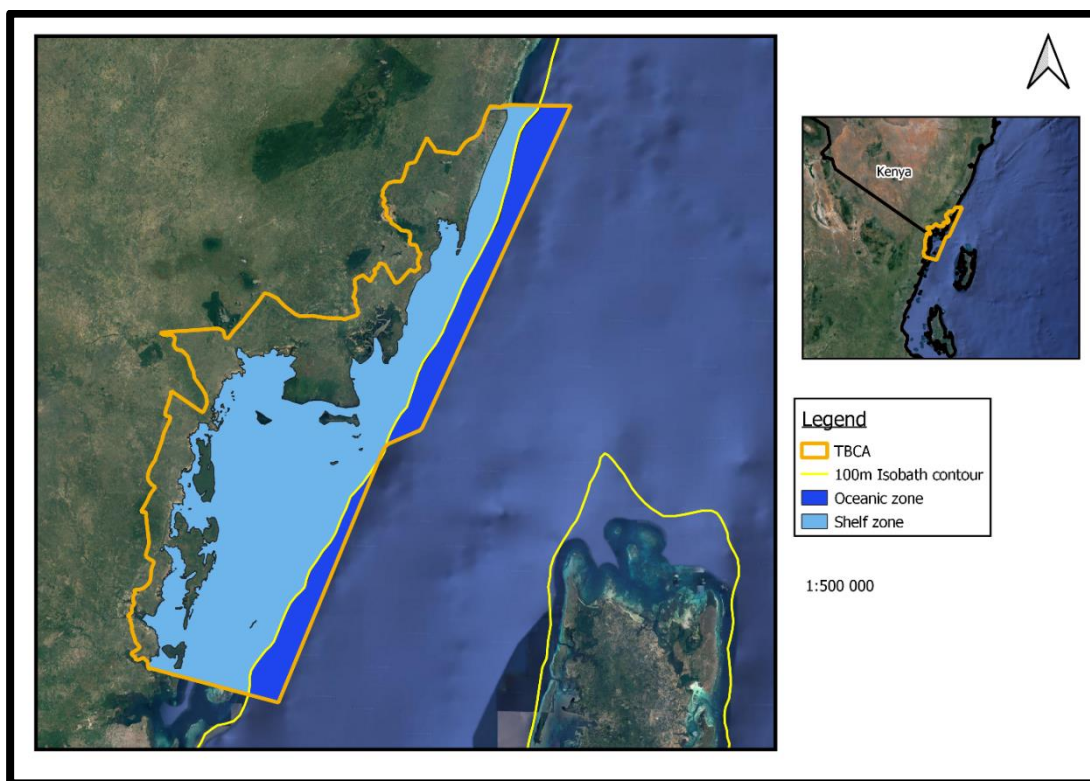 Kenya
Legend
TBCA
100m Isobath contour
Oceanic zone
Shelf zone
1:500 000